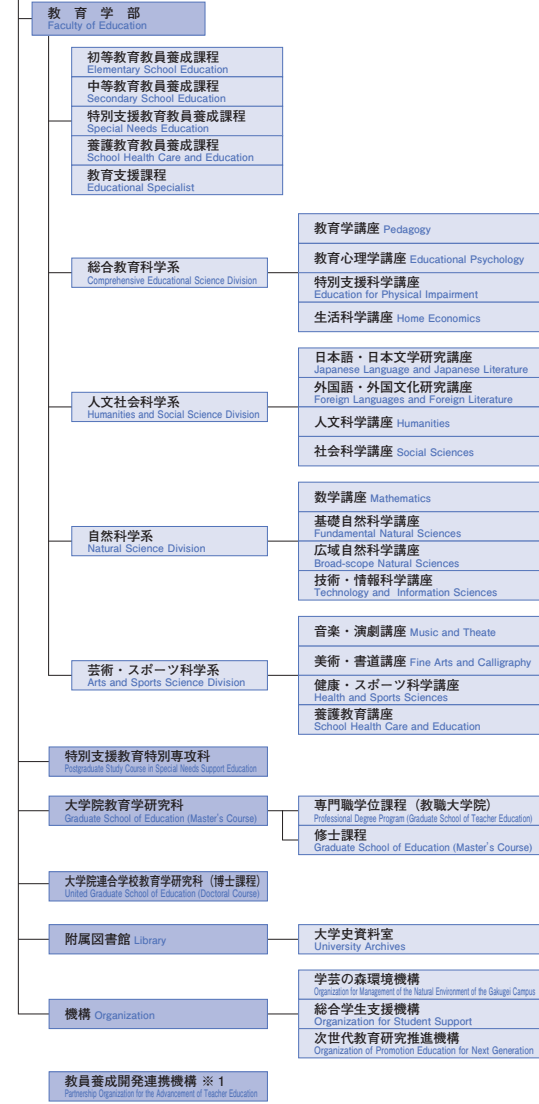 教 育 学 部
Faculty of Education
初等教育教員養成課程
Elementary School Education
中等教育教員養成課程
Secondary School Education
特別支援教育教員養成課程
Special Needs Education
養護教育教員養成課程
School Health Care and Education
教育支援課程
Educational Specialist
総合教育科学系
Comprehensive Educational Science Division
教育学講座 Pedagogy
教育心理学講座 Educational Psychology
特別支援科学講座
Education for Physical Impairment
生活科学講座 Home Economics
人文社会科学系
Humanities and Social Science Division
日本語・日本文学研究講座
Japanese Language and Japanese Literature
外国語・外国文化研究講座
Foreign Languages and Foreign Literature
人文科学講座 Humanities
社会科学講座 Social Sciences
自然科学系
Natural Science Division
数学講座 Mathematics
基礎自然科学講座
Fundamental Natural Sciences
広域自然科学講座
Broad-scope Natural Sciences
技術・情報科学講座
Technology and Information Sciences
芸術・スポーツ科学系
Arts and Sports Science Division
音楽・演劇講座 Music and Theate
美術・書道講座 Fine Arts and Calligraphy
健康・スポーツ科学講座
Health and Sports Sciences
養護教育講座
School Health Care and Education
特別支援教育特別専攻科
Postgraduate Study Course in Special Needs Support Education
大学院教育学研究科
Graduate School of Education (Master's Course)
専門職学位課程（教職大学院）
Professional Degree Program (Graduate School of Teacher Education)
修士課程
Graduate School of Education (Master's Course)
大学院連合学校教育学研究科（博士課程）
United Graduate School of Education (Doctoral Course)
附属図書館 Library
大学史資料室
University Archives
機構 Organization
学芸の森環境機構
Organization for Management of the Natural Environment of the Gakugei Campus
総合学生支援機構
Organization for Student Support
次世代教育研究推進機構
Organization of Promotion Education for Next Generation
教員養成開発連携機構 ※1
Partnership Organization for the Advancement of Teacher Education